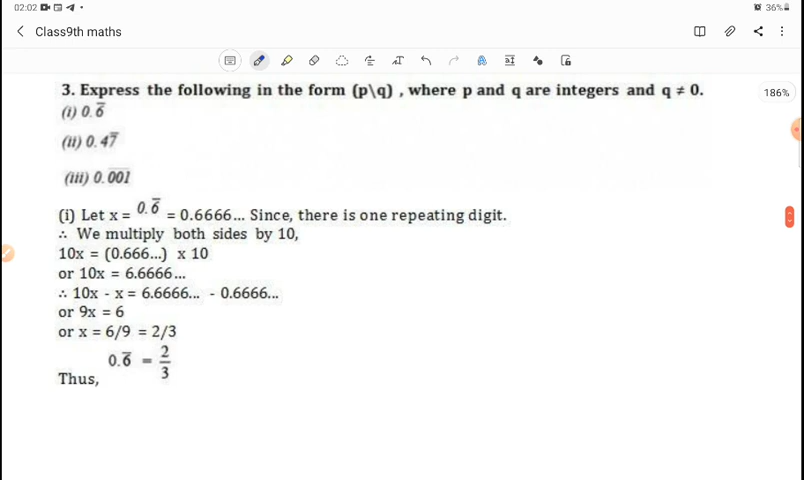 02:02
36%
Class9th maths
186%
3. Express the following in the form (p\q) , where p and q are integers and q ≠ 0.
(i) 0.6̅
(ii) 0.47̅
(iii) 0.0̅0̅1̅
(i) Let x = 0.6̅ = 0.6666... Since, there is one repeating digit.
∴ We multiply both sides by 10,
10x = (0.666...) x 10
or 10x = 6.6666...
∴ 10x - x = 6.6666... - 0.6666...
or 9x = 6
or x = 6/9 = 2/3
Thus, 0.6̅ = 2/3